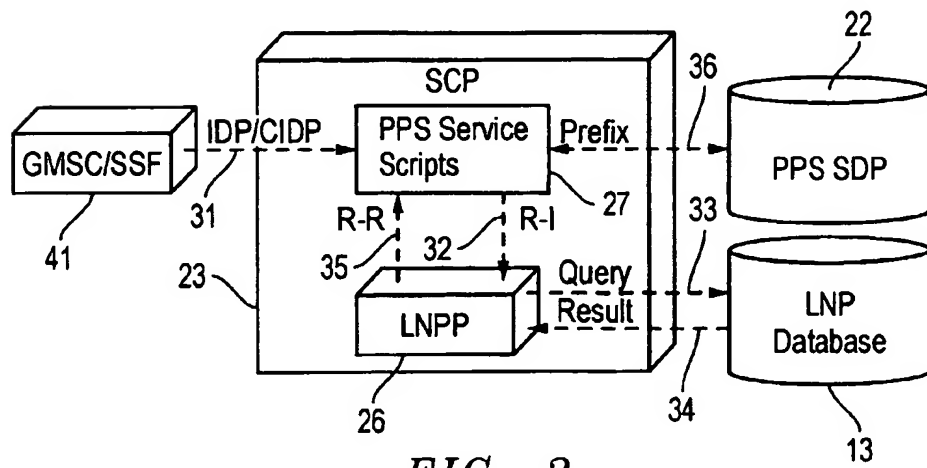 22
36
SCP
IDP/CIDP
PPS Service
Scripts
Prefix
GMSC/SSF
PPS SDP
31
27
R-R
32
R-I
33
41
35
23
Query
Result
LNPP
LNP
Database
26
34
13